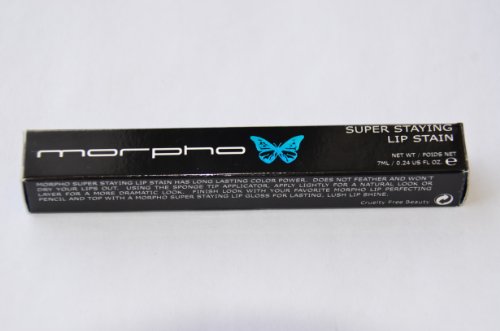 morpho
SUPER STAYING
LIP STAIN
NET WT / POIDS NET
7ML / 0.24 US FL OZ. e
MORPHO SUPER STAYING LIP STAIN HAS LONG LASTING COLOR POWER. DOES NOT FEATHER AND WON'T
DRY YOUR LIPS OUT. USING THE SPONGE TIP APPLICATOR, APPLY LIGHTLY FOR A NATURAL LOOK OR
LAYER FOR A MORE DRAMATIC LOOK. FINISH LOOK WITH YOUR FAVORITE MORPHO LIP PERFECTING
PENCIL AND TOP WITH A MORPHO SUPER STAYING LIP GLOSS FOR LASTING, LUSH LIP SHINE.
Cruelty Free Beauty